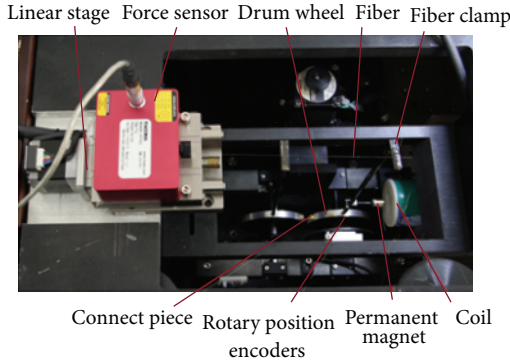 Linear stage Force sensor Drum wheel Fiber Fiber clamp
Connect piece Rotary position encoders Permanent magnet Coil